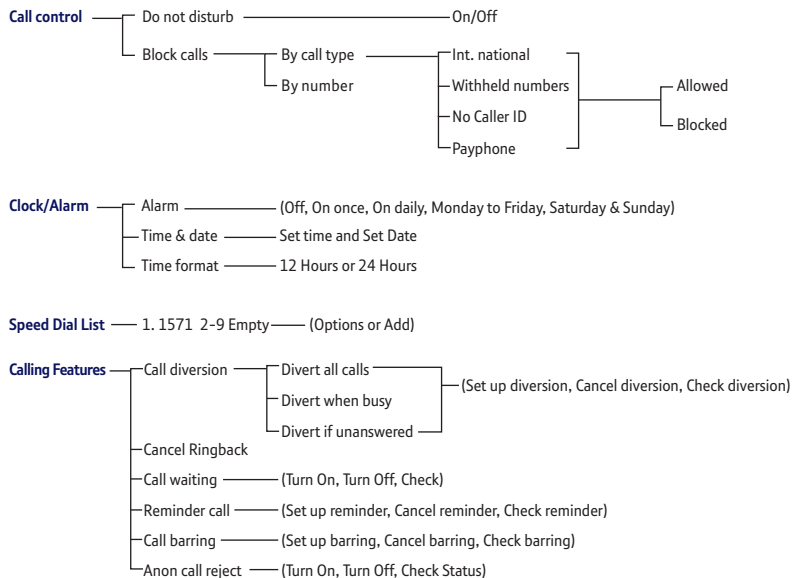 Call control
Do not disturb On/Off
Block calls By call type Int. national
By number Withheld numbers Allowed
No Caller ID Blocked
Payphone
Clock/Alarm Alarm (Off, On once, On daily, Monday to Friday, Saturday & Sunday)
Time & date Set time and Set Date
Time format 12 Hours or 24 Hours
Speed Dial List 1. 1571 2-9 Empty (Options or Add)
Calling Features Call diversion Divert all calls (Set up diversion, Cancel diversion, Check diversion)
Divert when busy
Divert if unanswered
Cancel Ringback
Call waiting (Turn On, Turn Off, Check)
Reminder call (Set up reminder, Cancel reminder, Check reminder)
Call barring (Set up barring, Cancel barring, Check barring)
Anon call reject (Turn On, Turn Off, Check Status)